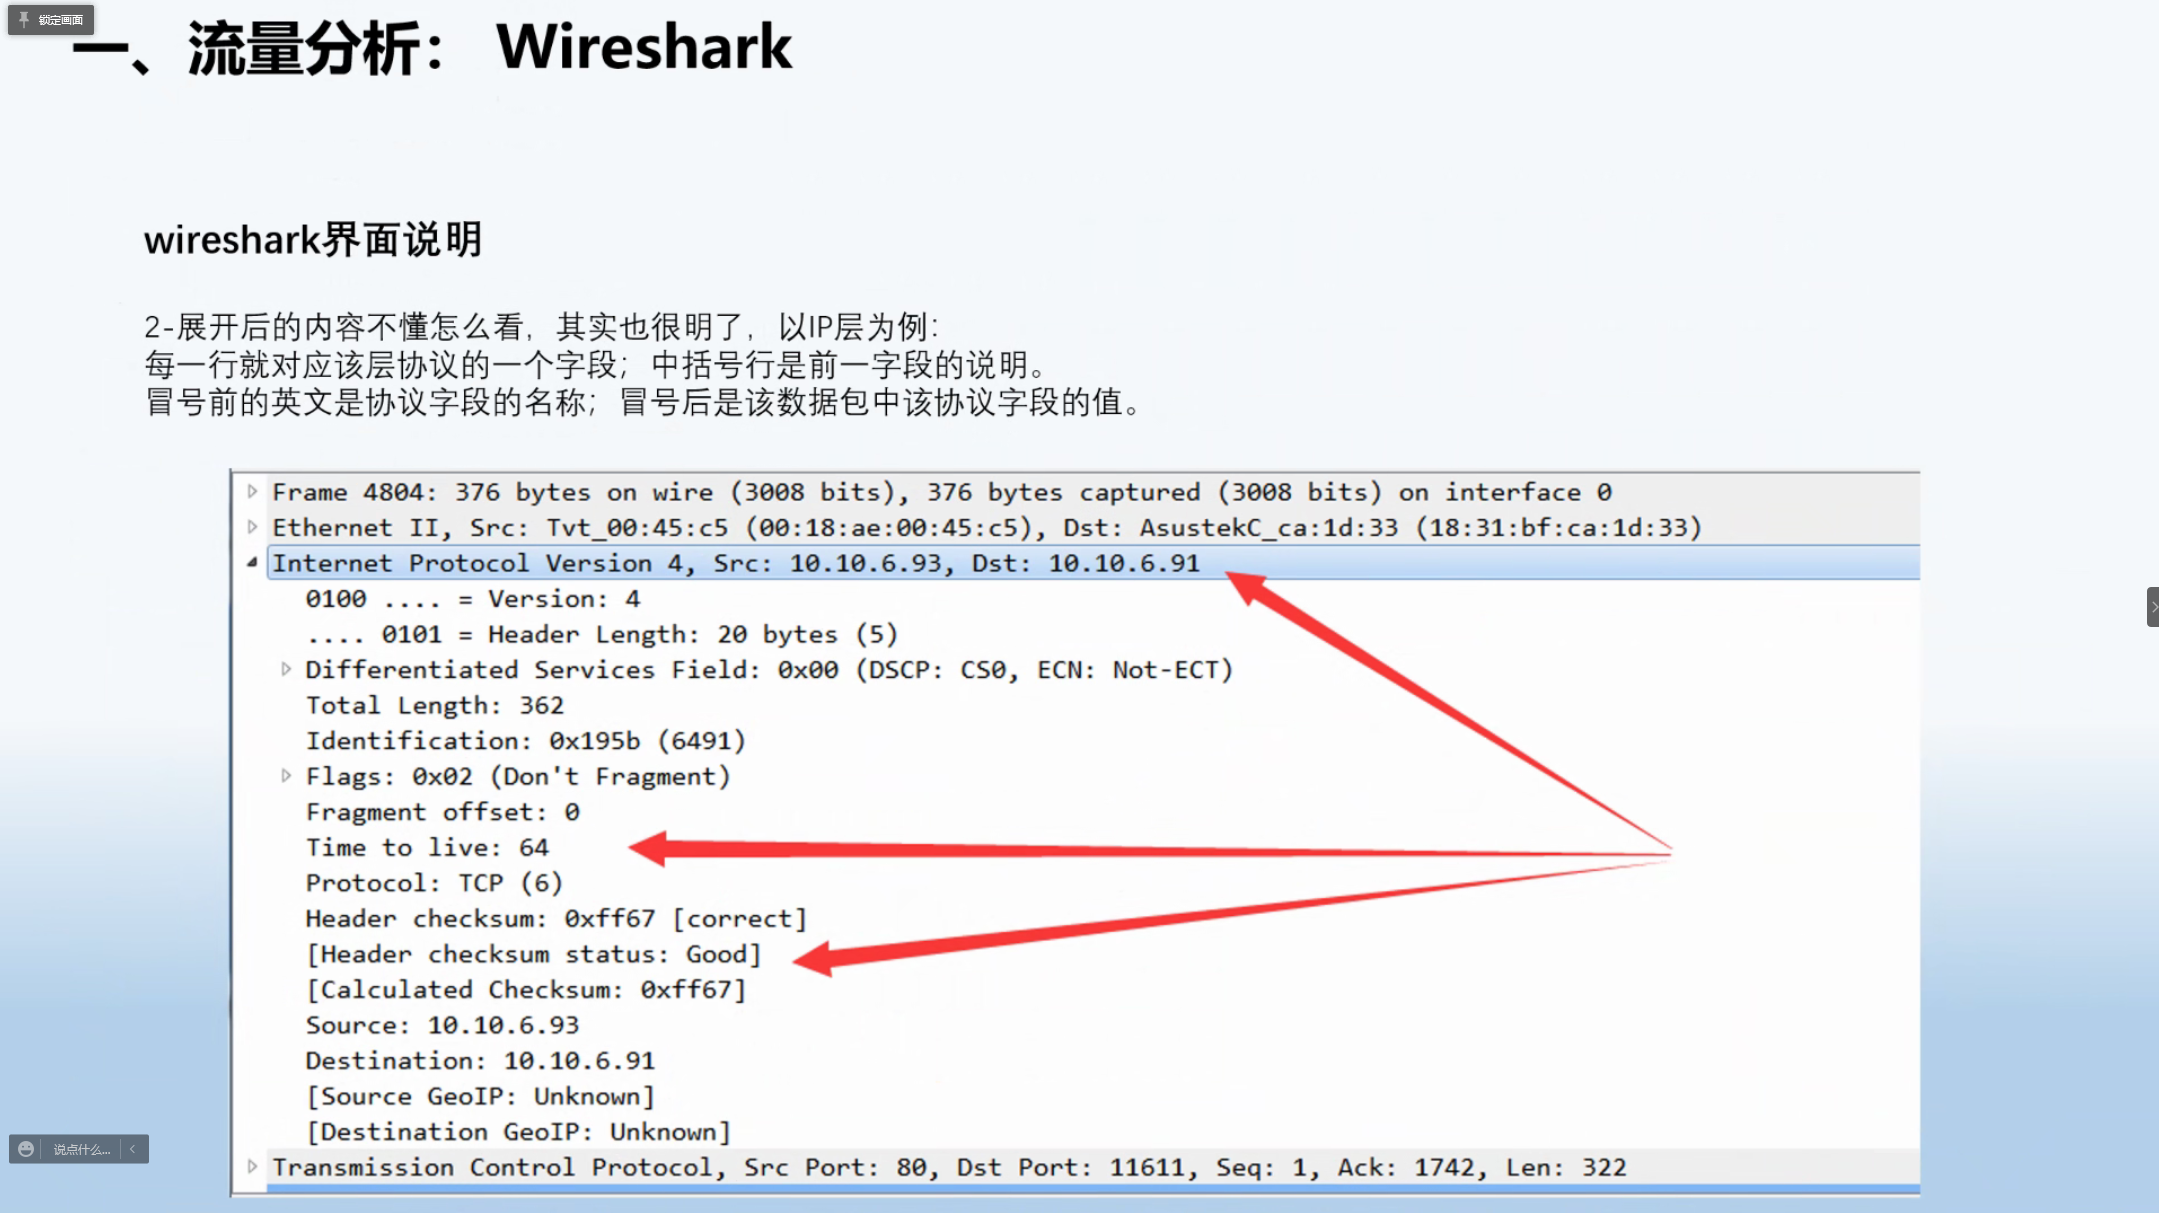 锁定画面
一、流量分析： Wireshark
wireshark界面说明
2-展开后的内容不懂怎么看，其实也很明了，以IP层为例：
每一行就对应该层协议的一个字段；中括号行是前一字段的说明。
冒号前的英文是协议字段的名称；冒号后是该数据包中该协议字段的值。
Frame 4804: 376 bytes on wire (3008 bits), 376 bytes captured (3008 bits) on interface 0
Ethernet II, Src: Tvt_00:45:c5 (00:18:ae:00:45:c5), Dst: AsustekC_ca:1d:33 (18:31:bf:ca:1d:33)
Internet Protocol Version 4, Src: 10.10.6.93, Dst: 10.10.6.91
0100 .... = Version: 4
.... 0101 = Header Length: 20 bytes (5)
Differentiated Services Field: 0x00 (DSCP: CS0, ECN: Not-ECT)
Total Length: 362
Identification: 0x195b (6491)
Flags: 0x02 (Don't Fragment)
Fragment offset: 0
Time to live: 64
Protocol: TCP (6)
Header checksum: 0xff67 [correct]
[Header checksum status: Good]
[Calculated Checksum: 0xff67]
Source: 10.10.6.93
Destination: 10.10.6.91
[Source GeoIP: Unknown]
[Destination GeoIP: Unknown]
Transmission Control Protocol, Src Port: 80, Dst Port: 11611, Seq: 1, Ack: 1742, Len: 322
说点什么...